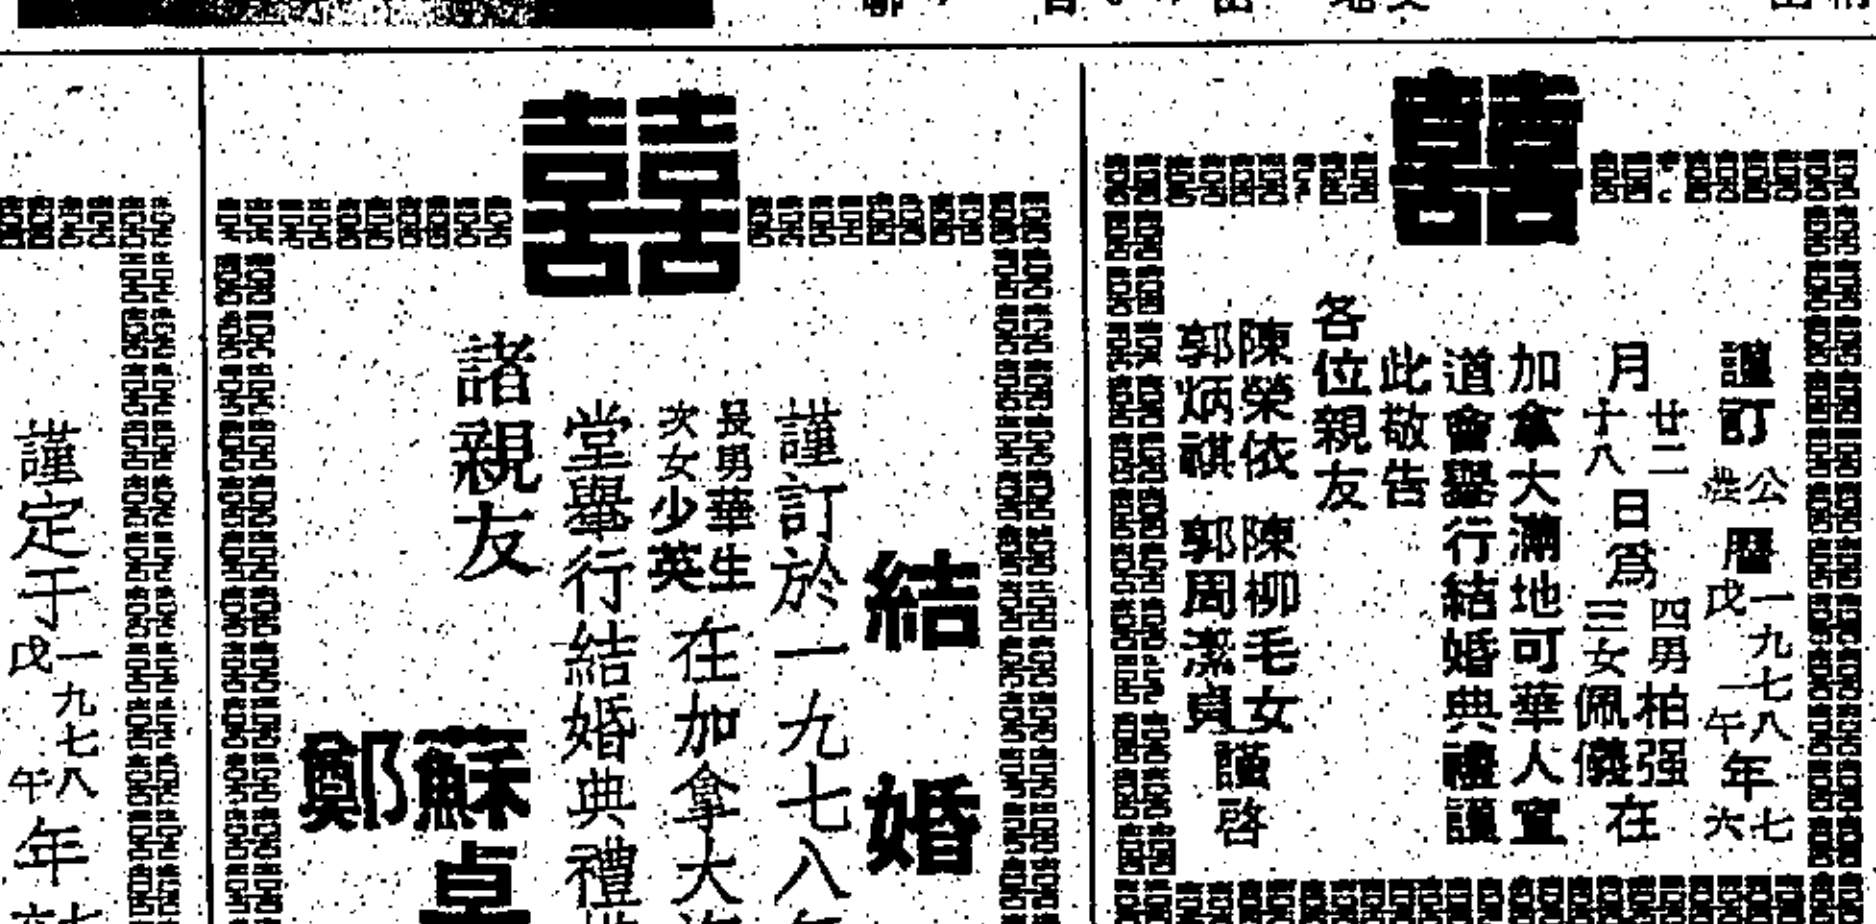 囍
謹訂公曆一九七八年七
農曆戊午年六
月廿二日為四男柏强在
十八三女佩儀
加拿大滿地可華人宣
道會舉行結婚典禮謹
此敬告
各位親友
陳榮依 陳柳毛女
郭炳祺 郭周潔貞
謹啓
囍
結婚
謹訂於一九七八年
長男華生
次女少英
在加拿大
堂舉行結婚典禮
諸親友
蘇卓
鄭
謹定于一九七八年七
戊午